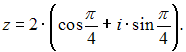 z = 2 · (cos π/4 + i · sin π/4).